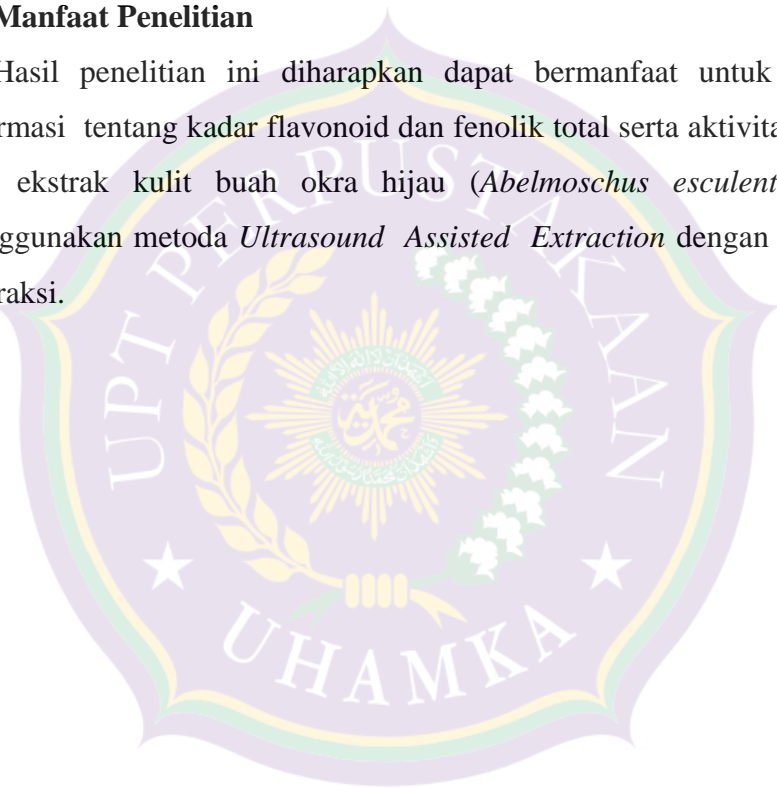 Manfaat Penelitian
Hasil penelitian ini diharapkan dapat bermanfaat untuk
rmasi tentang kadar flavonoid dan fenolik total serta aktivita
ekstrak kulit buah okra hijau (Abelmoschus esculent
ggunakan metoda Ultrasound Assisted Extraction dengan
raksi.
UPT PERPUSTAKAAN
UHAMKA